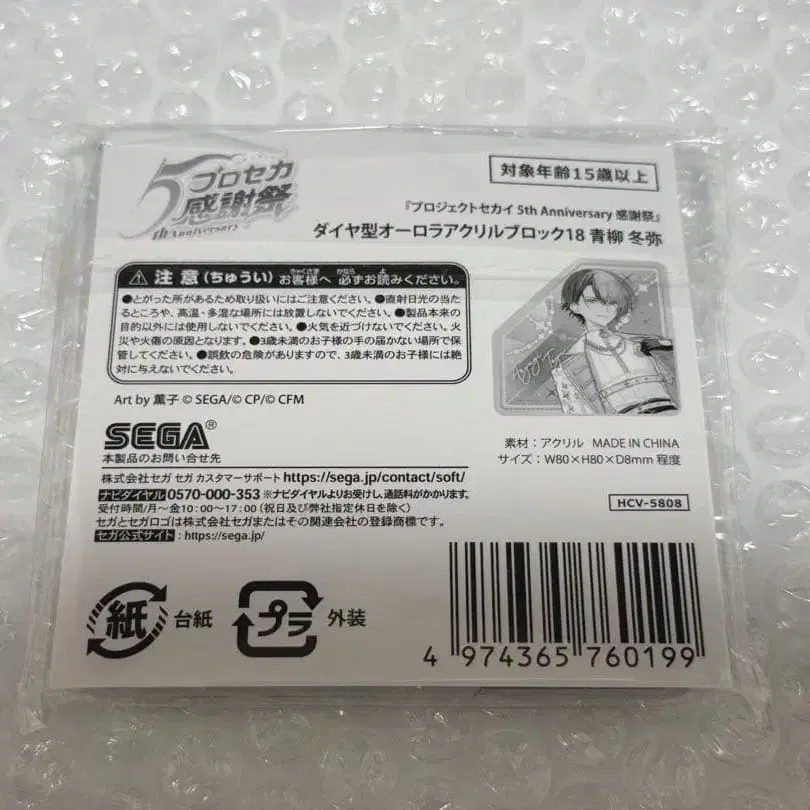 5
プロセカ
感謝祭
th Anniversary
対象年齢15歳以上
『プロジェクトセカイ 5th Anniversary 感謝祭』
ダイヤ型オーロラアクリルブロック18 青柳 冬弥
注 意 (ちゅうい) お客様へ 必ずお読みください。
●とがった所があるため取り扱いにはご注意ください。●直射日光の当た
るところや、高温・多湿な場所には放置しないでください。●製品本来の
目的以外には使用しないでください。●火気を近づけないでください。火
災や火傷の原因となります。●3歳未満のお子様の手の届かない場所で保
管してください。●誤飲の危険がありますので、3歳未満のお子様には絶
対に与えないでください。
Art by 薫子 © SEGA/© CP/© CFM
SEGA®
本製品のお問い合せ先
株式会社セガ セガ カスタマーサポート https://sega.jp/contact/soft/
ナビダイヤル 0570-000-353 ※ナビダイヤルよりお受けし、通話料がかかります。
受付時間/月～金10:00～17:00 (祝日及び弊社指定休日を除く)
セガとセガロゴは株式会社セガまたはその関連会社の登録商標です。
セガ公式サイト : https://sega.jp/
素材：アクリル MADE IN CHINA
サイズ：W80×H80×D8mm 程度
HCV-5808
紙 台紙 プラ 外装
4 974365 760199